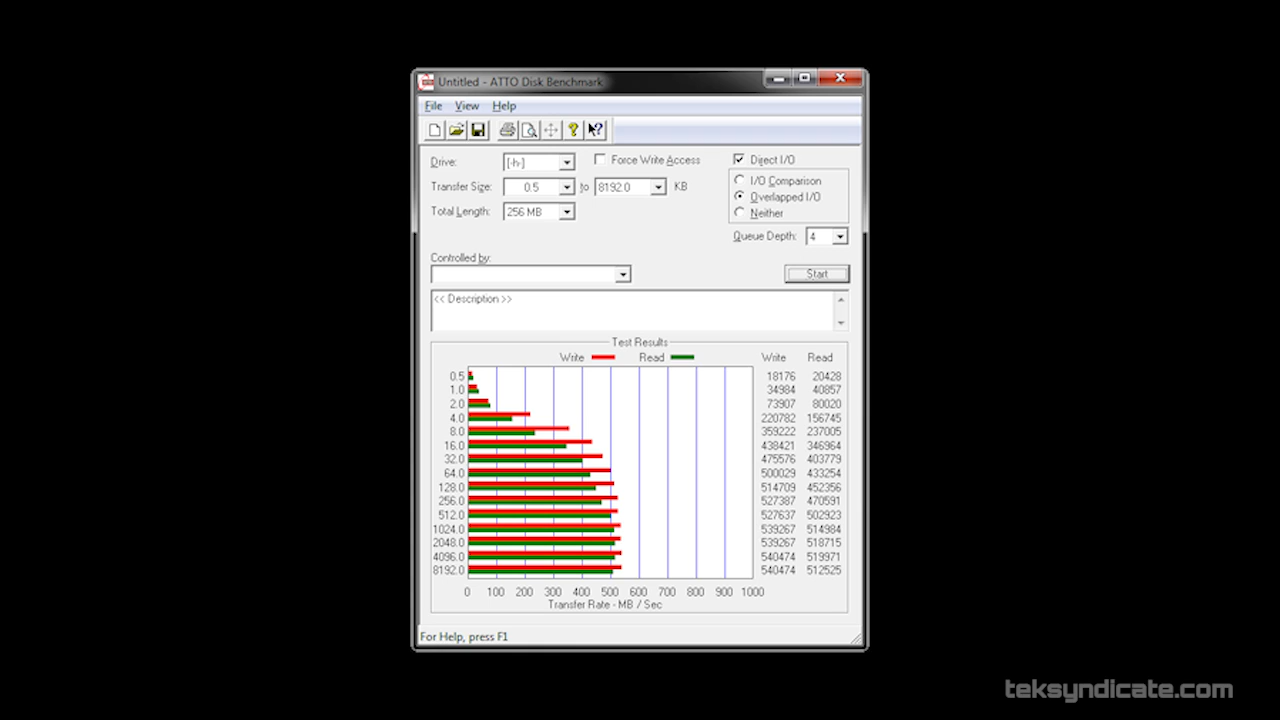 Untitled - ATTO Disk Benchmark
File View Help
Drive: [-h-] Force Write Access Direct I/O
Transfer Size: 0.5 to 8192.0 KB I/O Comparison
Overlapped I/O
Total Length: 256 MB Neither
Queue Depth: 4
Controlled by:
Start
<< Description >>
Test Results
Write Read Write Read
0.5 18176 20428
1.0 34984 40857
2.0 73907 80020
4.0 220782 156745
8.0 359222 237005
16.0 438421 346964
32.0 475576 403779
64.0 500029 433254
128.0 514709 452356
256.0 527387 470591
512.0 527637 502923
1024.0 539267 514984
2048.0 539267 518715
4096.0 540474 519971
8192.0 540474 512525
0 100 200 300 400 500 600 700 800 900 1000
Transfer Rate - MB / Sec
For Help, press F1
teksyndicate.com